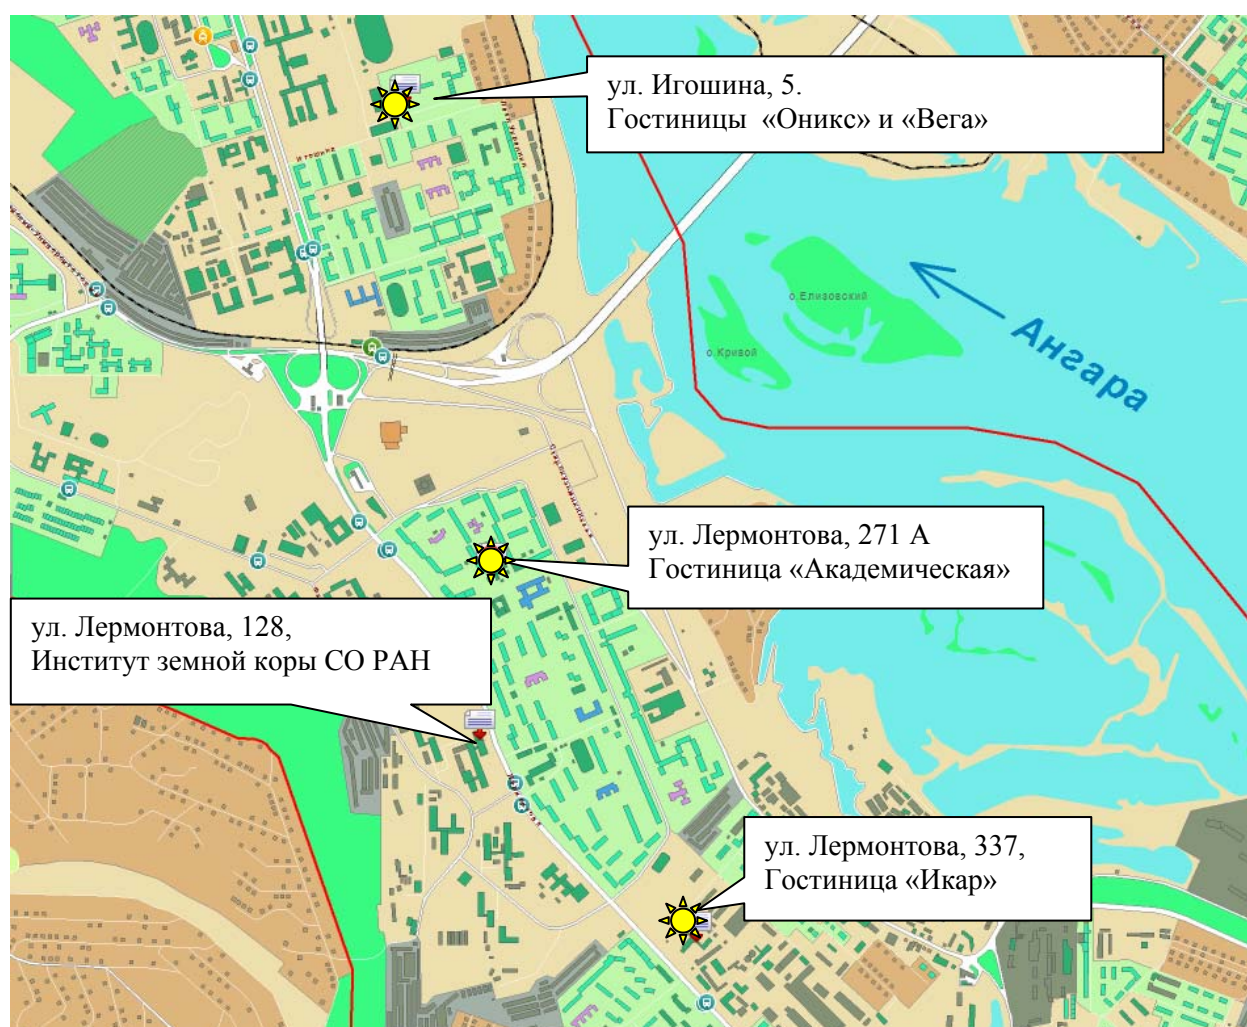 ул. Игошина, 5.
Гостиницы «Оникс» и «Вега»
Игошина
о.Елизовский
о.Кривой
Ангара
ул. Лермонтова, 271 А
Гостиница «Академическая»
ул. Лермонтова, 128,
Институт земной коры СО РАН
ул. Лермонтова, 337,
Гостиница «Икар»